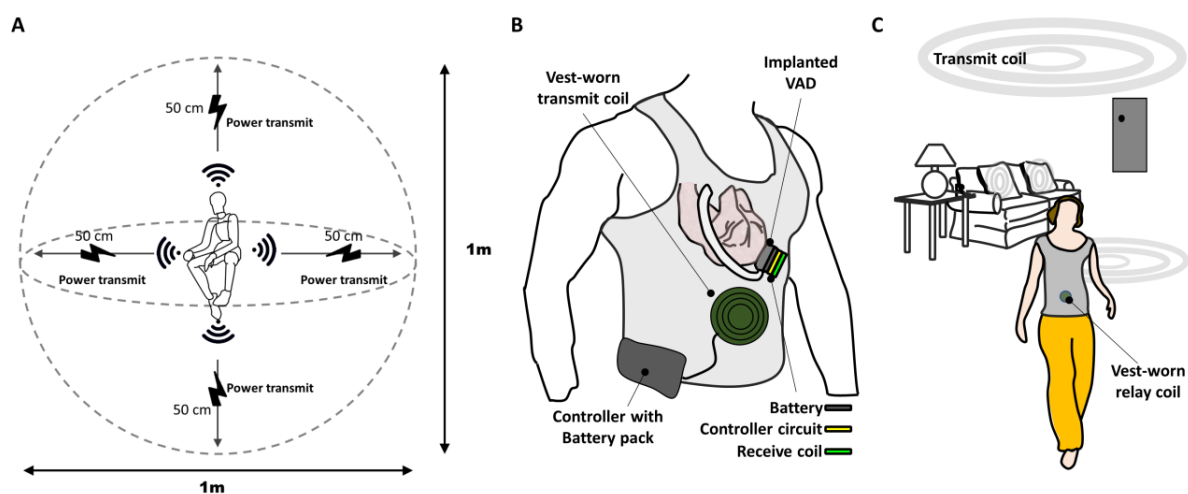 A
50 cm
Power transmit
50 cm
Power transmit
50 cm
Power transmit
Power transmit
50 cm
1m
1m
B
Vest-worn
transmit coil
Implanted
VAD
Controller with
Battery pack
Battery
Controller circuit
Receive coil
C
Transmit coil
Vest-worn
relay coil